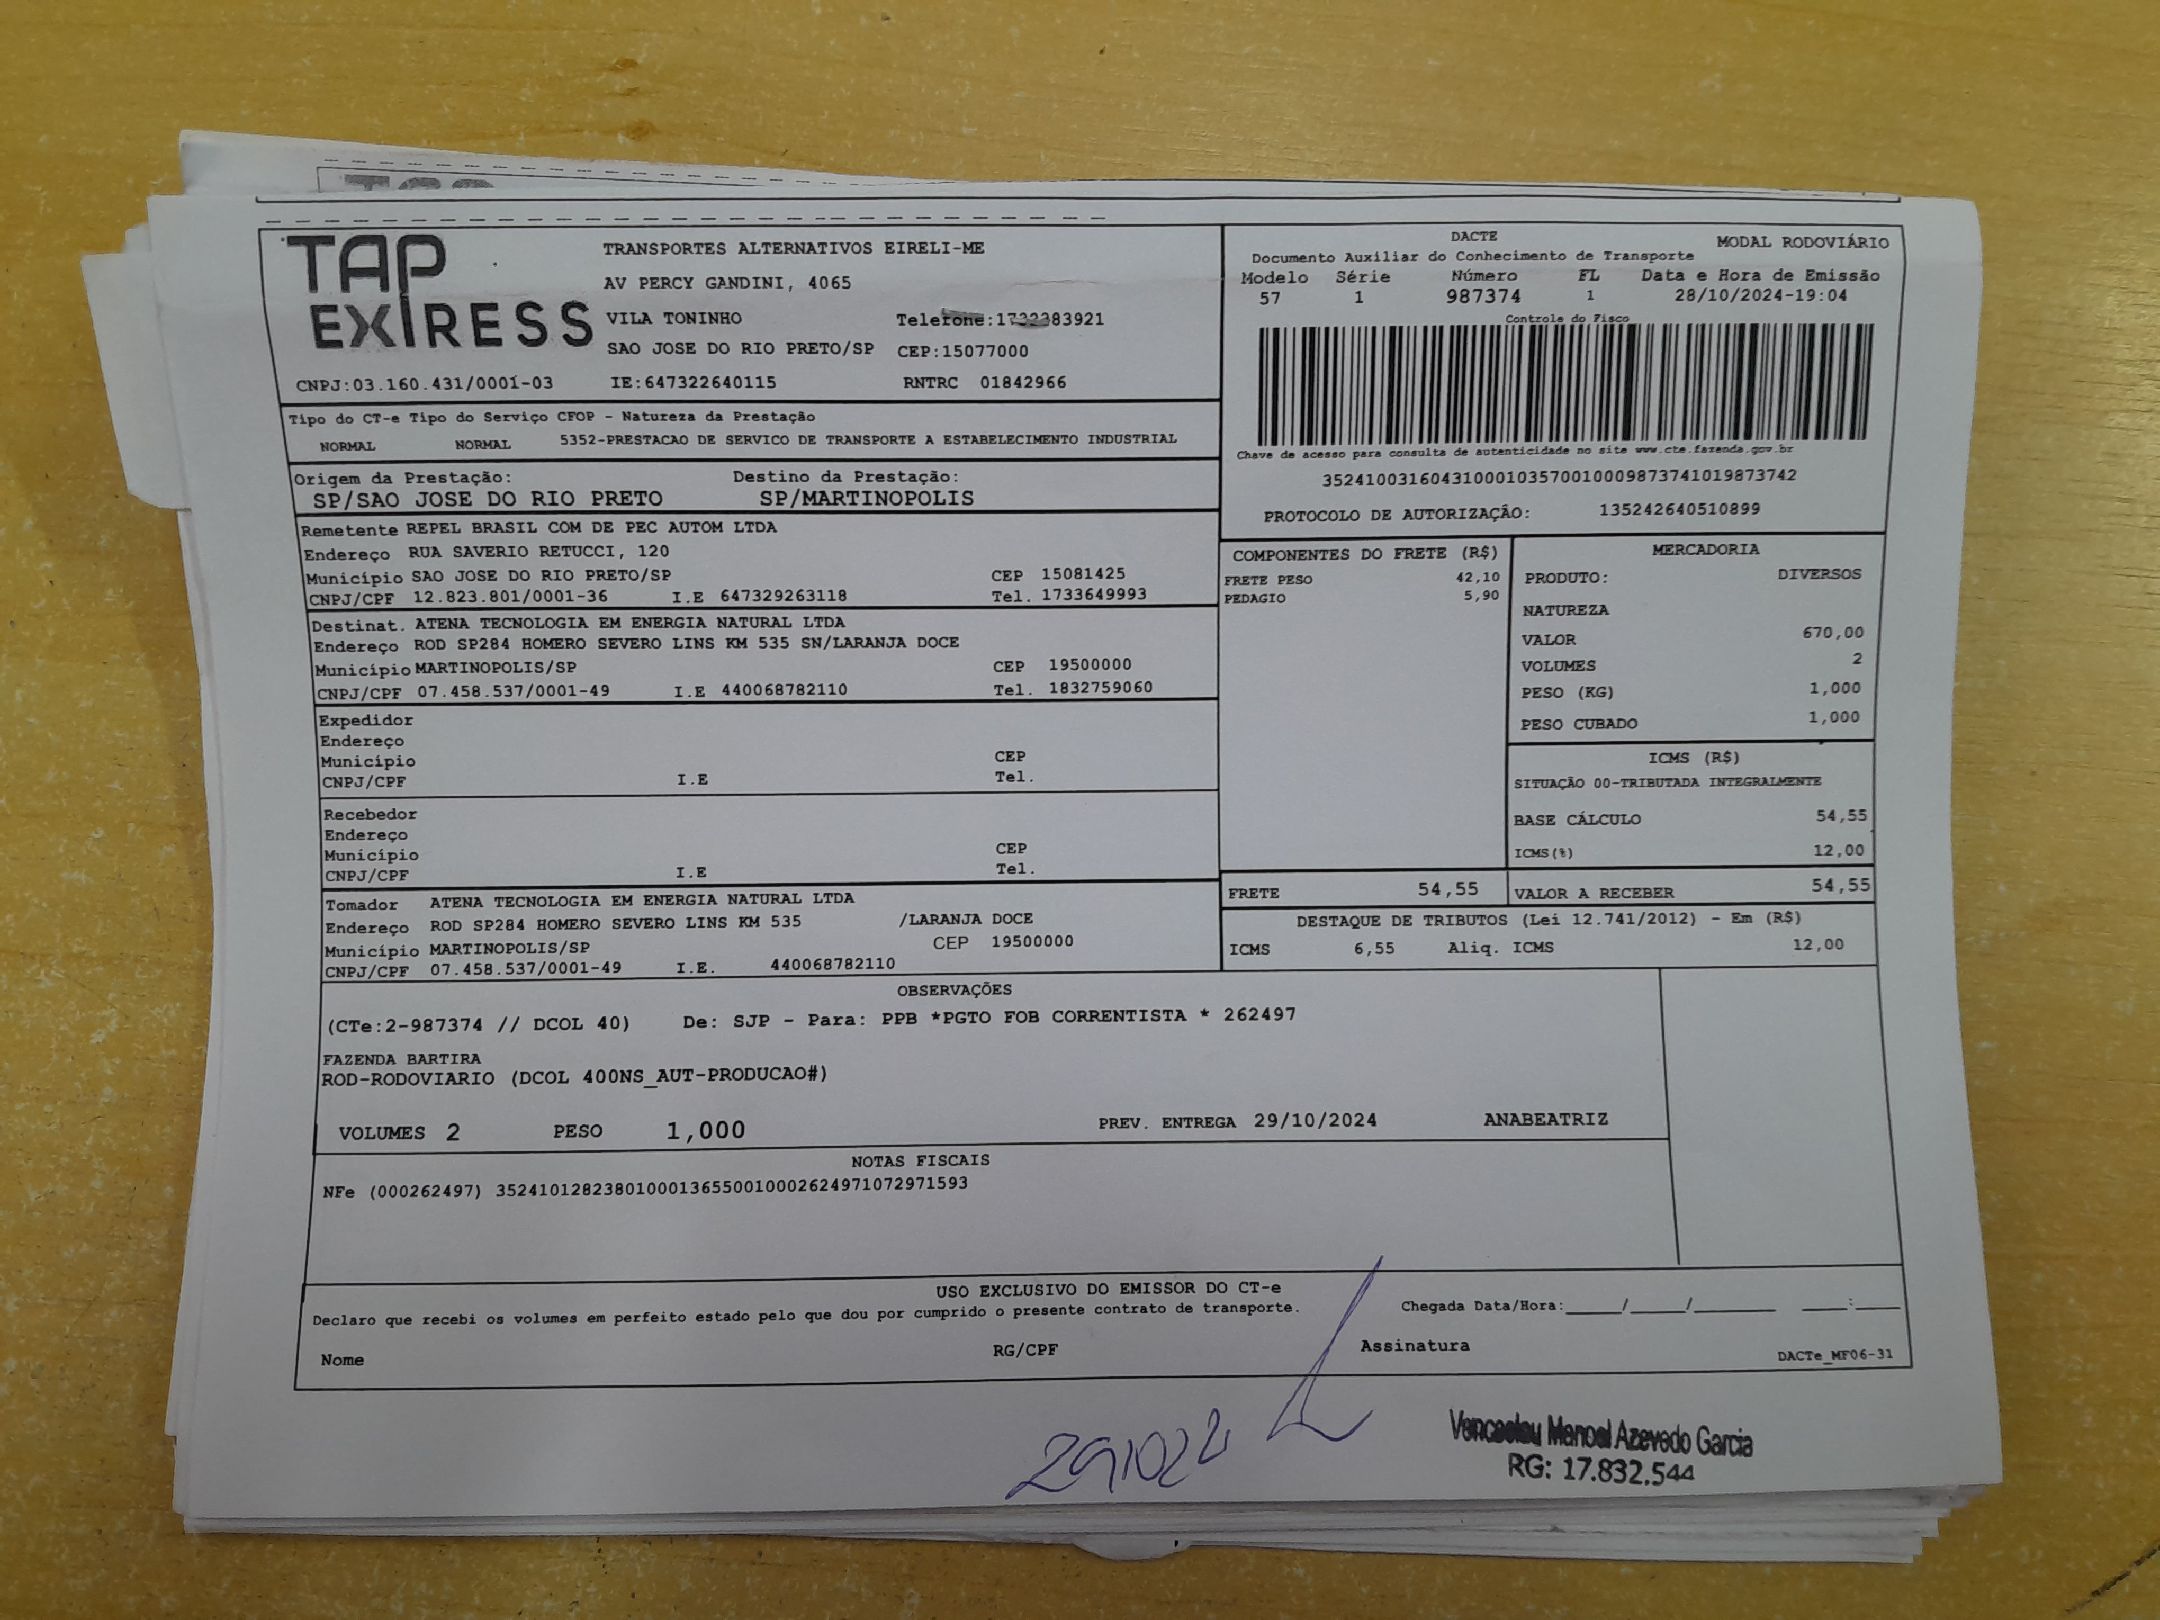 TAP
EXIRESS
TRANSPORTES ALTERNATIVOS EIRELI-ME
AV PERCY GANDINI, 4065
VILA TONINHO
SAO JOSE DO RIO PRETO/SP CEP:15077000
CNPJ:03.160.431/0001-03 IE:647322640115 RNTRC 01842966
DACTE MODAL RODOVIÁRIO
Documento Auxiliar do Conhecimento de Transporte
Modelo Série Número FL Data e Hora de Emissão
57 1 987374 1 28/10/2024-19:04
Controle do Fisco
Chave de acesso para consulta de autenticidade no site www.cte.fazenda.gov.br
35241003160431000103570010009873741019873742
PROTOCOLO DE AUTORIZAÇÃO: 135242640510899
Tipo do CT-e Tipo do Serviço CFOP - Natureza da Prestação
NORMAL NORMAL 5352-PRESTACAO DE SERVICO DE TRANSPORTE A ESTABELECIMENTO INDUSTRIAL
Origem da Prestação: Destino da Prestação:
SP/SAO JOSE DO RIO PRETO SP/MARTINOPOLIS
Remetente REPEL BRASIL COM DE PEC AUTOM LTDA
Endereço RUA SAVERIO RETUCCI, 120
Município SAO JOSE DO RIO PRETO/SP CEP 15081425
CNPJ/CPF 12.823.801/0001-36 I.E 647329263118 Tel. 1733649993
Destinat. ATENA TECNOLOGIA EM ENERGIA NATURAL LTDA
Endereço ROD SP284 HOMERO SEVERO LINS KM 535 SN/LARANJA DOCE
Município MARTINOPOLIS/SP CEP 19500000
CNPJ/CPF 07.458.537/0001-49 I.E 440068782110 Tel. 1832759060
Expedidor
Endereço
Município CEP
CNPJ/CPF I.E Tel.
Recebedor
Endereço
Município CEP
CNPJ/CPF I.E Tel.
Tomador ATENA TECNOLOGIA EM ENERGIA NATURAL LTDA
Endereço ROD SP284 HOMERO SEVERO LINS KM 535 /LARANJA DOCE
Município MARTINOPOLIS/SP CEP 19500000
CNPJ/CPF 07.458.537/0001-49 I.E. 440068782110
COMPONENTES DO FRETE (R$)
FRETE PESO 42,10
PEDAGIO 5,90
MERCADORIA
PRODUTO: DIVERSOS
NATUREZA
VALOR 670,00
VOLUMES 2
PESO (KG) 1,000
PESO CUBADO 1,000
ICMS (R$)
SITUAÇÃO 00-TRIBUTADA INTEGRALMENTE
BASE CÁLCULO 54,55
ICMS(%) 12,00
FRETE 54,55 VALOR A RECEBER 54,55
DESTAQUE DE TRIBUTOS (Lei 12.741/2012) - Em (R$)
ICMS 6,55 Aliq. ICMS 12,00
OBSERVAÇÕES
(CTe:2-987374 // DCOL 40) De: SJP - Para: PPB *PGTO FOB CORRENTISTA * 262497
FAZENDA BARTIRA
ROD-RODOVIARIO (DCOL 400NS_AUT-PRODUCAO#)
VOLUMES 2 PESO 1,000 PREV. ENTREGA 29/10/2024 ANABEATRIZ
NOTAS FISCAIS
NFe (000262497) 35241012823801000136550010002624971072971593
USO EXCLUSIVO DO EMISSOR DO CT-e
Declaro que recebi os volumes em perfeito estado pelo que dou por cumprido o presente contrato de transporte. Chegada Data/Hora:_____/_____/_______ ____:____
Nome RG/CPF Assinatura
DACTe_MF06-31
291024
Venceslau Manoel Azevedo Garcia
RG: 17.832.544